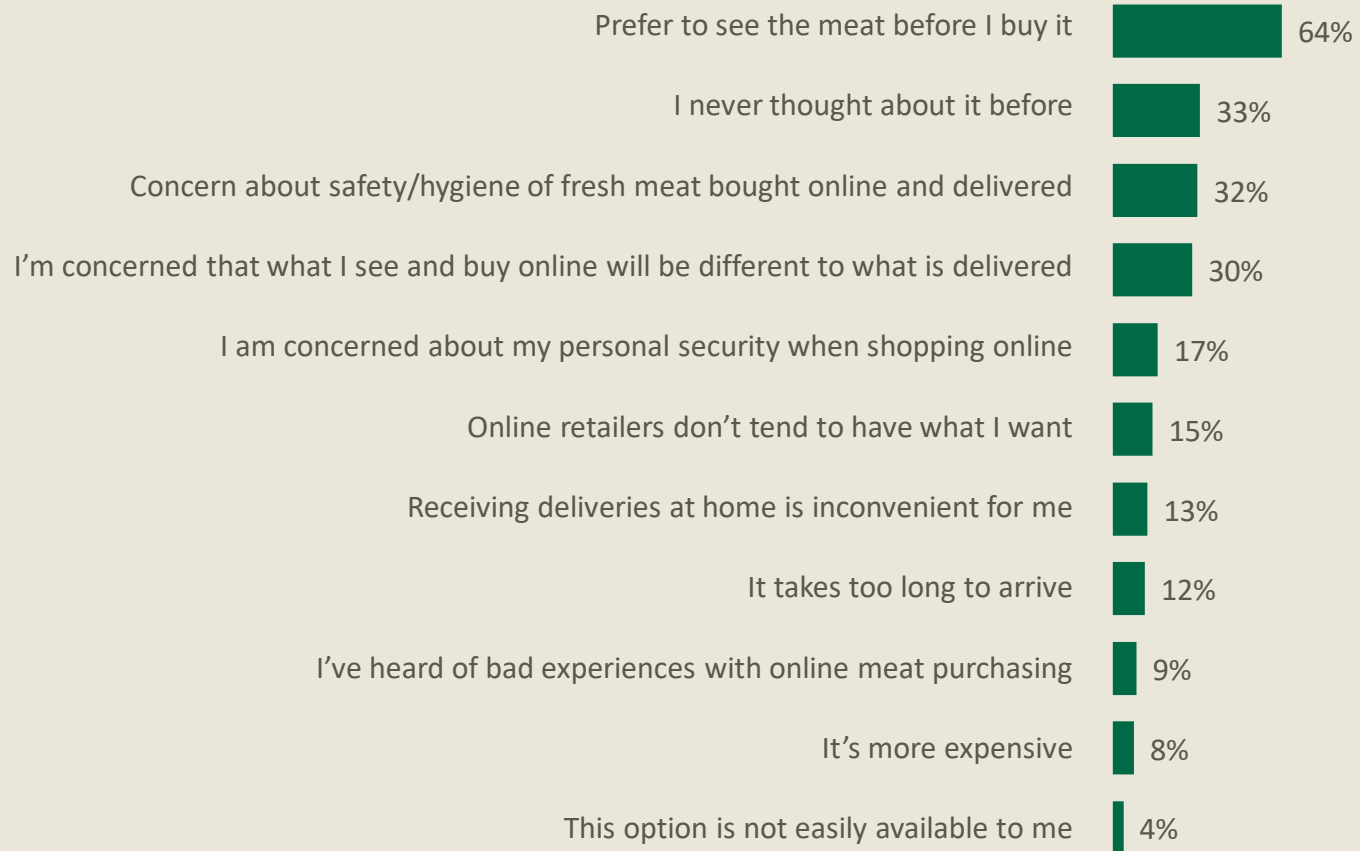 Prefer to see the meat before I buy it 64%
I never thought about it before 33%
Concern about safety/hygiene of fresh meat bought online and delivered 32%
I’m concerned that what I see and buy online will be different to what is delivered 30%
I am concerned about my personal security when shopping online 17%
Online retailers don’t tend to have what I want 15%
Receiving deliveries at home is inconvenient for me 13%
It takes too long to arrive 12%
I’ve heard of bad experiences with online meat purchasing 9%
It’s more expensive 8%
This option is not easily available to me 4%